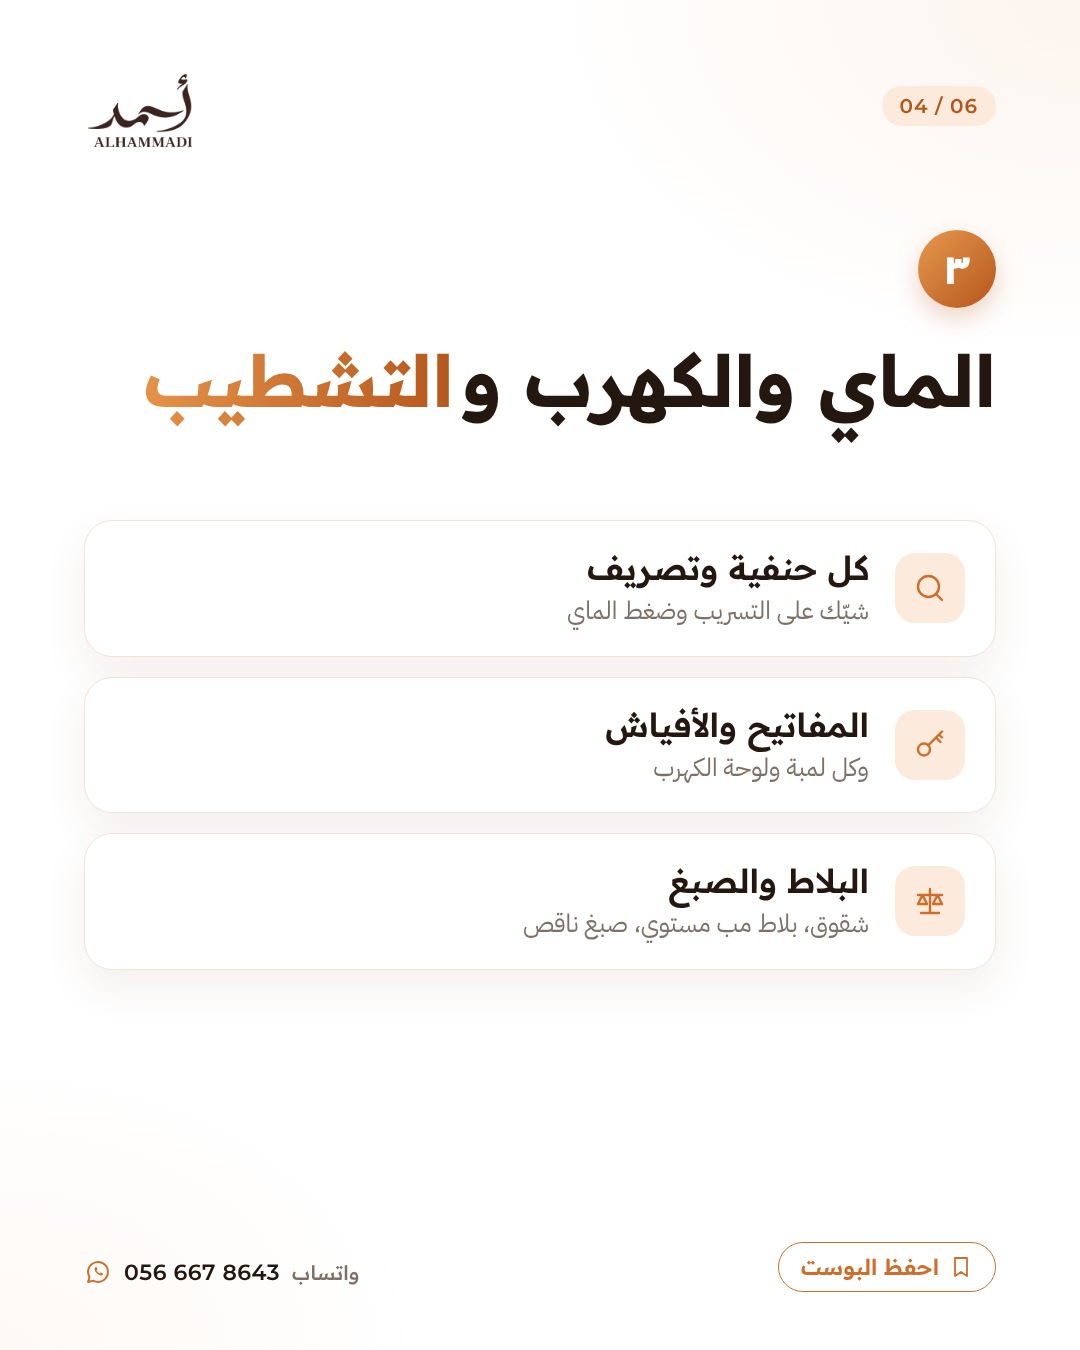 أحمد
ALHAMMADI
04 / 06
٣
الماي والكهرب والتشطيب
كل حنفية وتصريف
شيّك على التسريب وضغط الماي
المفاتيح والأفياش
وكل لمبة ولوحة الكهرب
البلاط والصبغ
شقوق، بلاط مب مستوي، صبغ ناقص
احفظ البوست
واتساب 056 667 8643